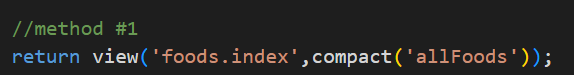 //method #1
return view('foods.index',compact('allFoods'));